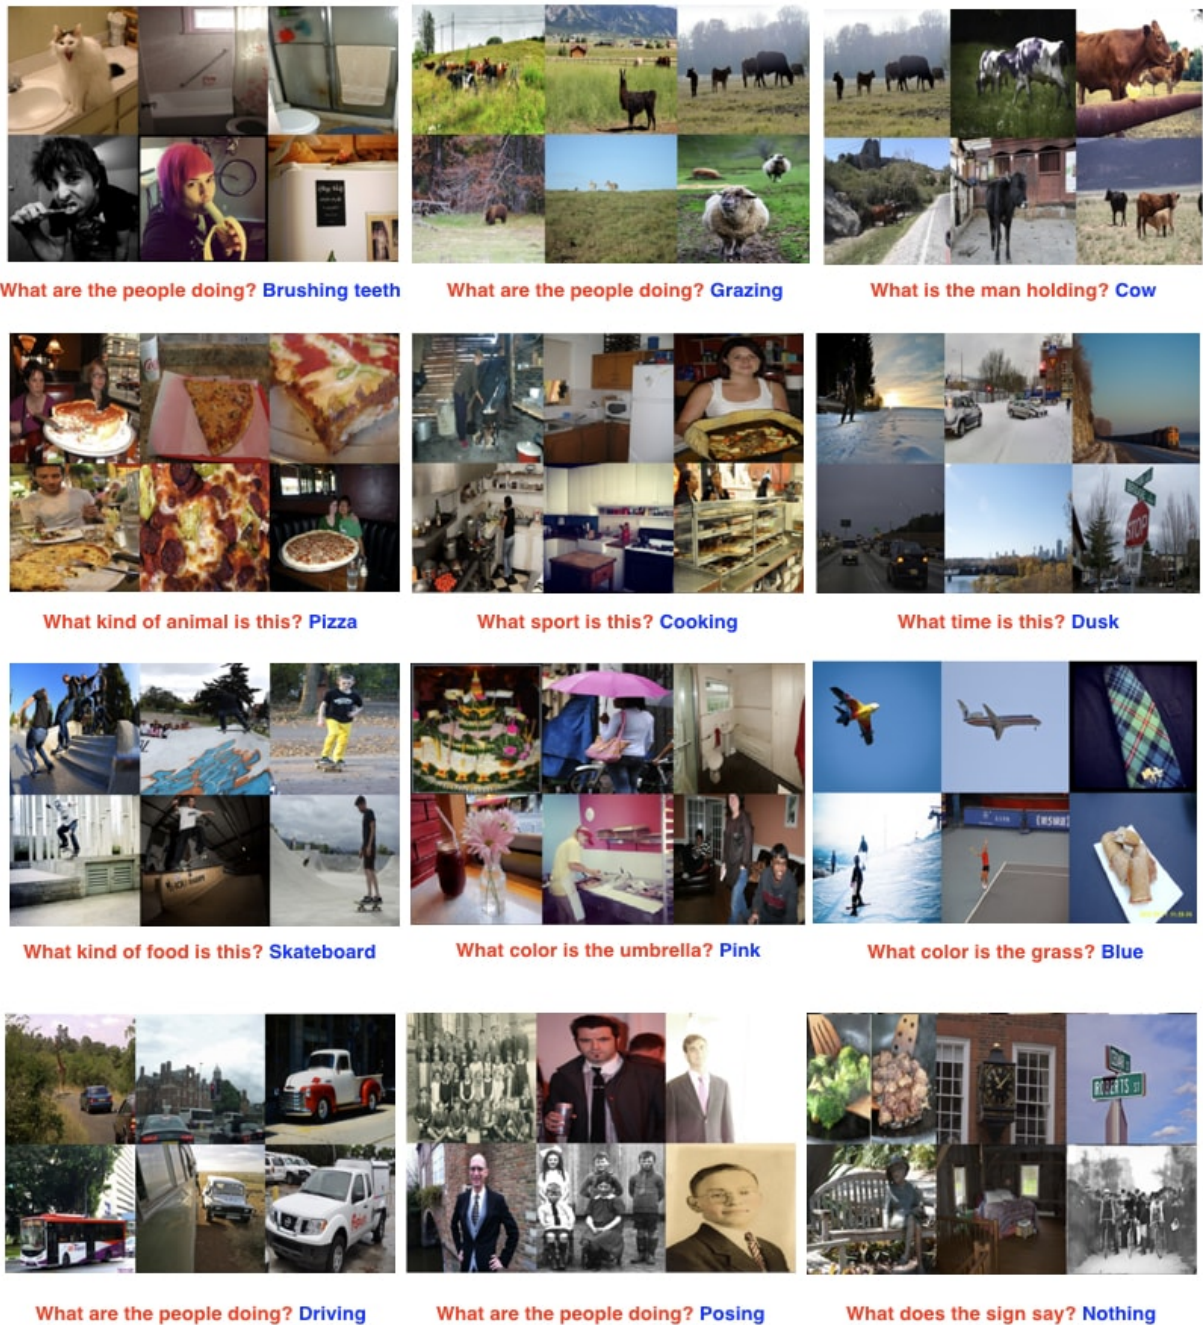 What are the people doing? Brushing teeth
What are the people doing? Grazing
What is the man holding? Cow
What kind of animal is this? Pizza
What sport is this? Cooking
What time is this? Dusk
STOP
What kind of food is this? Skateboard
What color is the umbrella? Pink
What color is the grass? Blue
ROBERTS ST
What are the people doing? Driving
What are the people doing? Posing
What does the sign say? Nothing